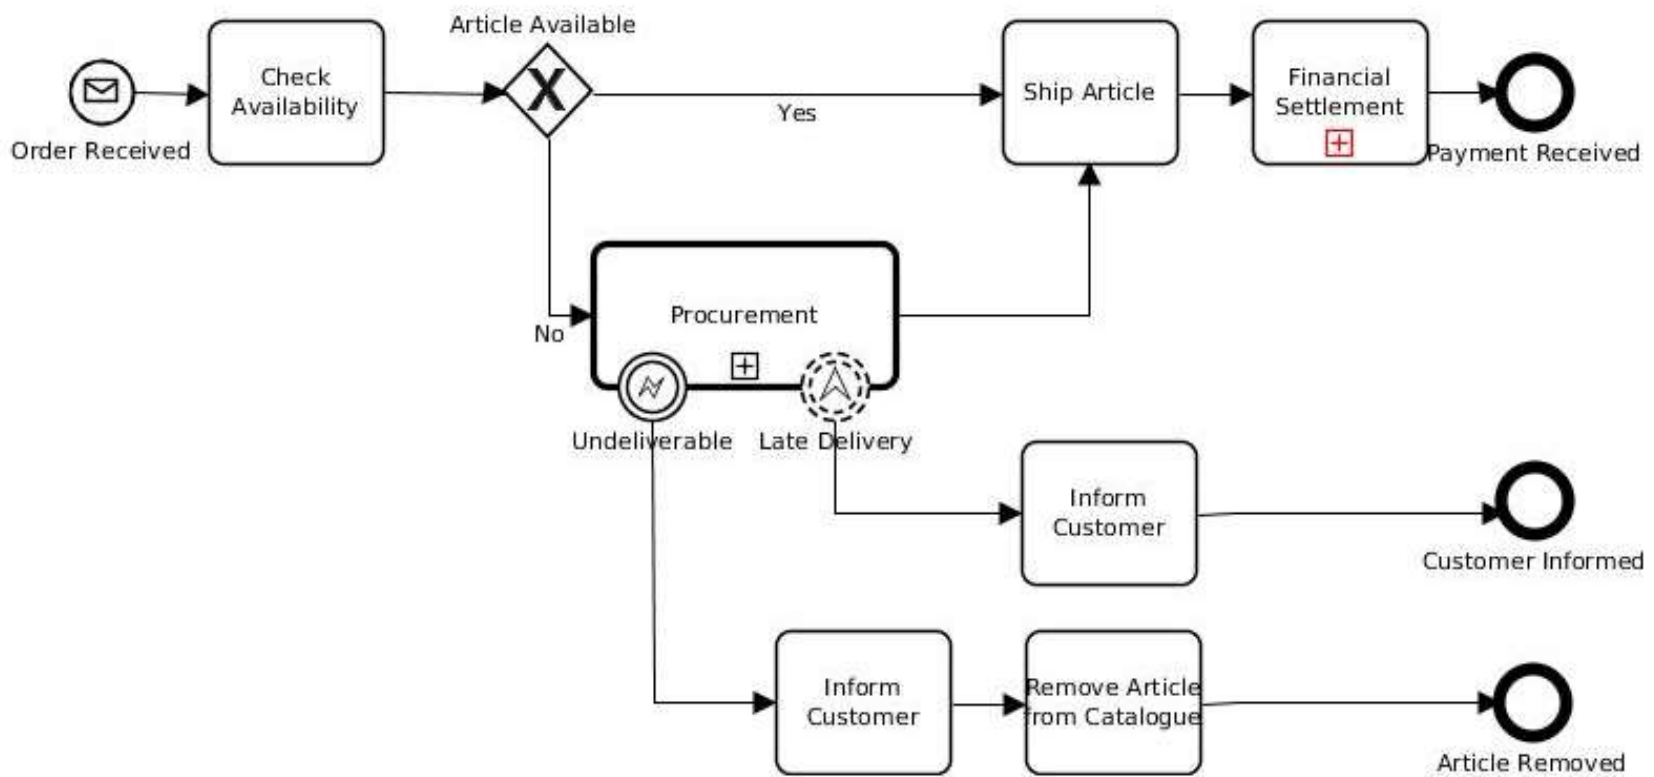 Article Available
Check
Availability
Order Received
X
Yes
Ship Article
Financial
Settlement
Payment Received
No
Procurement
Undeliverable
Late Delivery
Inform
Customer
Customer Informed
Inform
Customer
Remove Article
from Catalogue
Article Removed